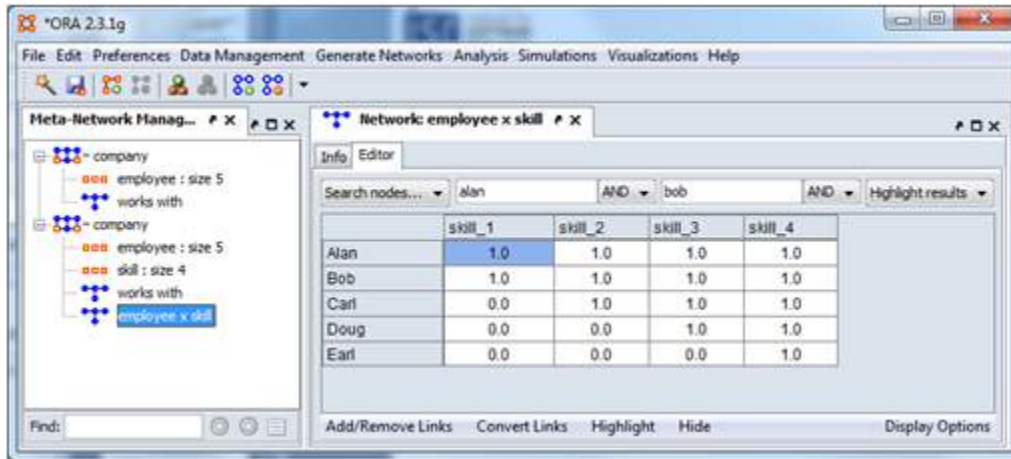 *ORA 2.3.1g
File Edit Preferences Data Management Generate Networks Analysis Simulations Visualizations Help
Meta-Network Manag...
company
employee : size 5
works with
company
employee : size 5
skill : size 4
works with
employee x skill
Find:
Network: employee x skill
Info Editor
Search nodes... alan AND bob AND Highlight results
skill_1 skill_2 skill_3 skill_4
Alan 1.0 1.0 1.0 1.0
Bob 1.0 1.0 1.0 1.0
Carl 0.0 1.0 1.0 1.0
Doug 0.0 0.0 1.0 1.0
Earl 0.0 0.0 0.0 1.0
Add/Remove Links Convert Links Highlight Hide Display Options